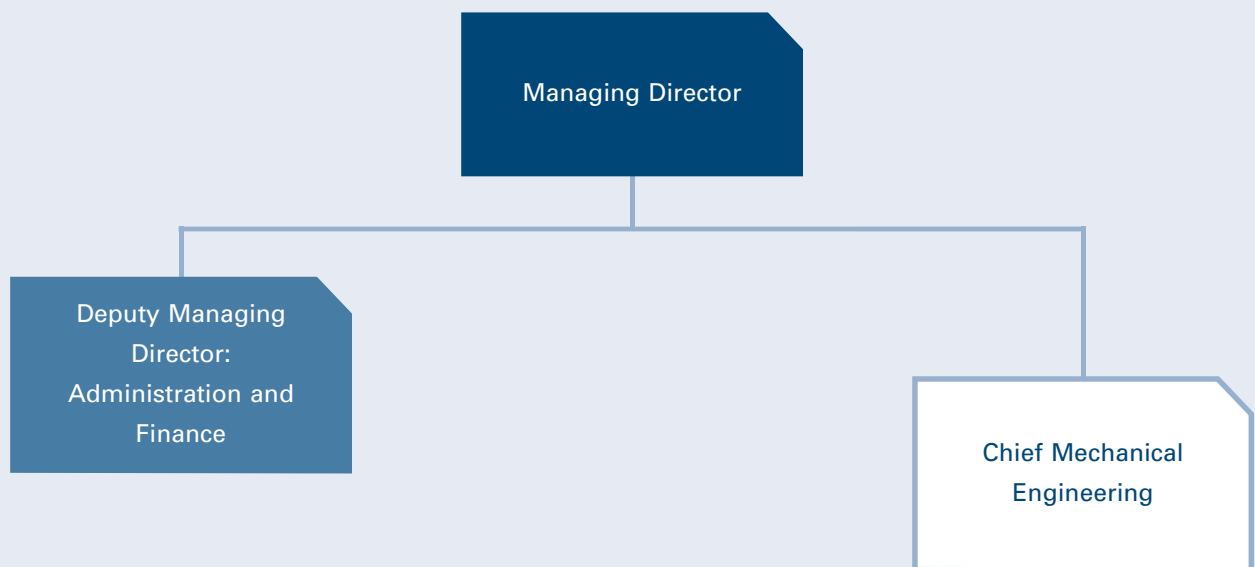 Managing Director
Deputy Managing
Director:
Administration and
Finance
Chief Mechanical
Engineering